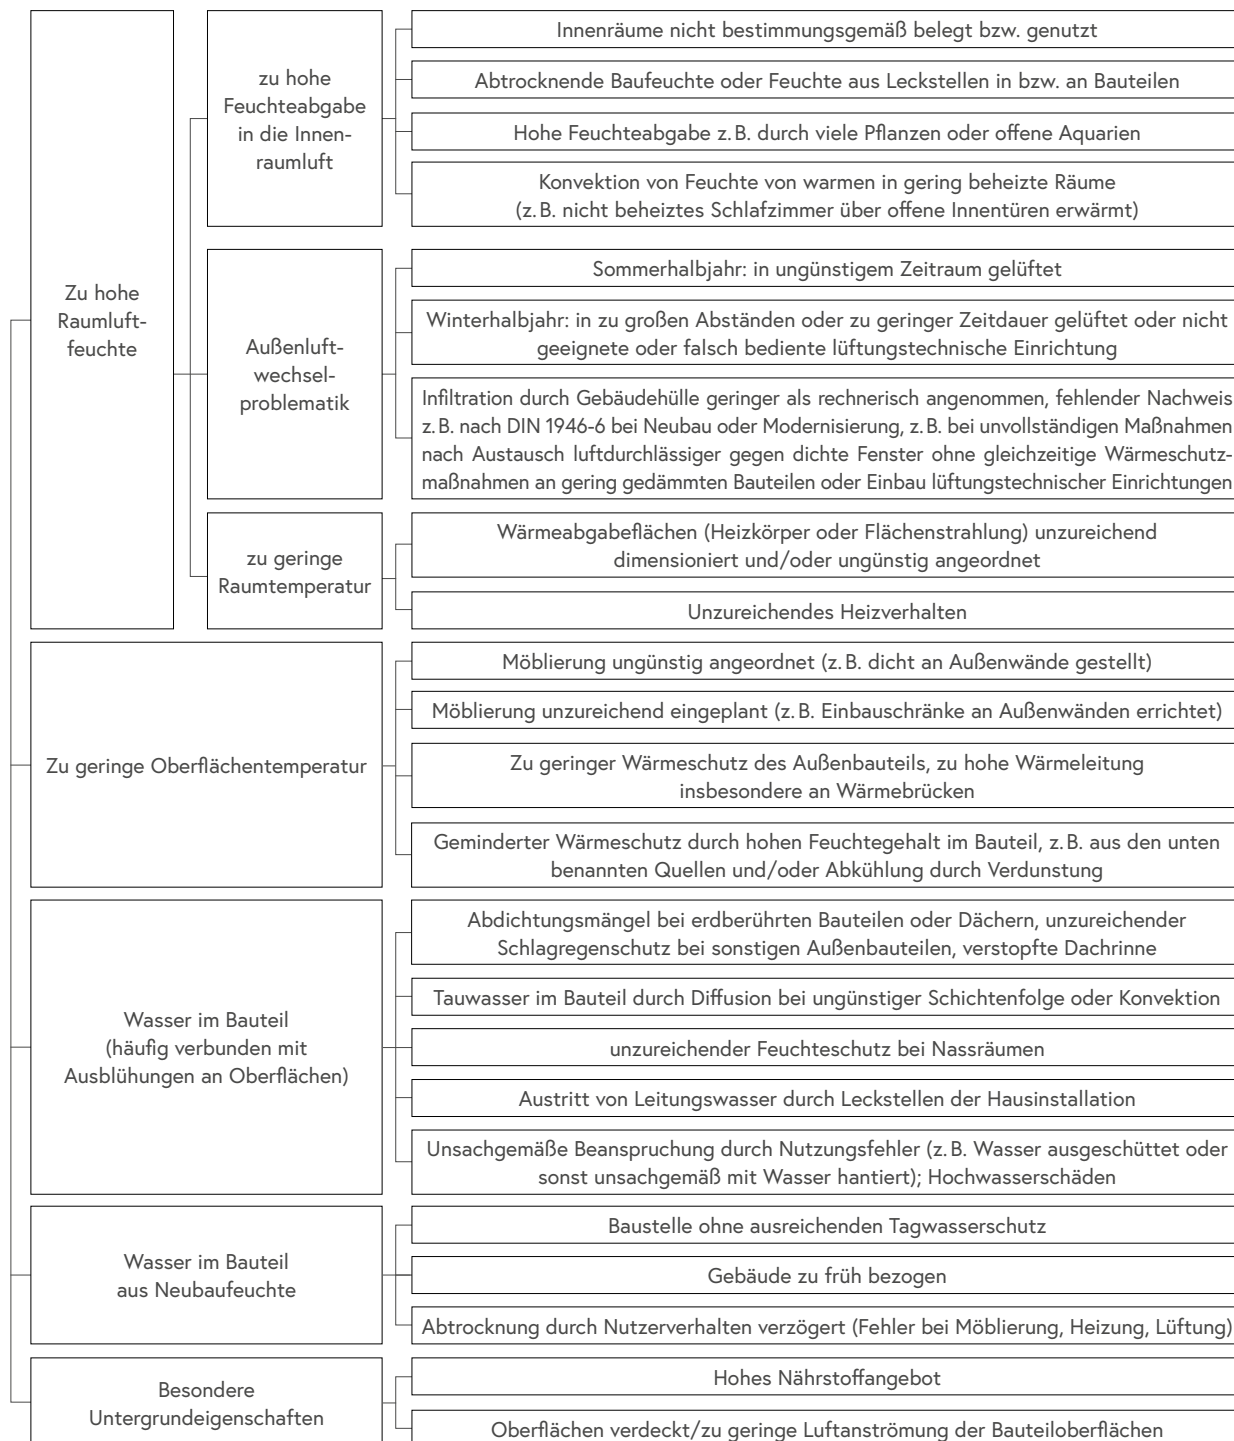 Zu hohe
Raumluft-
feuchte
zu hohe
Feuchteabgabe
in die Innen-
raumluft
Innenräume nicht bestimmungsgemäß belegt bzw. genutzt
Abtrocknende Baufeuchte oder Feuchte aus Leckstellen in bzw. an Bauteilen
Hohe Feuchteabgabe z. B. durch viele Pflanzen oder offene Aquarien
Konvektion von Feuchte von warmen in gering beheizte Räume
(z. B. nicht beheiztes Schlafzimmer über offene Innentüren erwärmt)
Außenluft-
wechsel-
problematik
Sommerhalbjahr: in ungünstigem Zeitraum gelüftet
Winterhalbjahr: in zu großen Abständen oder zu geringer Zeitdauer gelüftet oder nicht
geeignete oder falsch bediente lüftungstechnische Einrichtung
Infiltration durch Gebäudehülle geringer als rechnerisch angenommen, fehlender Nachweis
z. B. nach DIN 1946-6 bei Neubau oder Modernisierung, z. B. bei unvollständigen Maßnahmen
nach Austausch luftdurchlässiger gegen dichte Fenster ohne gleichzeitige Wärmeschutz-
maßnahmen an gering gedämmten Bauteilen oder Einbau lüftungstechnischer Einrichtungen
zu geringe
Raumtemperatur
Wärmeabgabeflächen (Heizkörper oder Flächenstrahlung) unzureichend
dimensioniert und/oder ungünstig angeordnet
Unzureichendes Heizverhalten
Zu geringe Oberflächentemperatur
Möblierung ungünstig angeordnet (z. B. dicht an Außenwände gestellt)
Möblierung unzureichend eingeplant (z. B. Einbauschränke an Außenwänden errichtet)
Zu geringer Wärmeschutz des Außenbauteils, zu hohe Wärmeleitung
insbesondere an Wärmebrücken
Geminderter Wärmeschutz durch hohen Feuchtegehalt im Bauteil, z. B. aus den unten
benannten Quellen und/oder Abkühlung durch Verdunstung
Wasser im Bauteil
(häufig verbunden mit
Ausblühungen an Oberflächen)
Abdichtungsmängel bei erdberührten Bauteilen oder Dächern, unzureichender
Schlagregenschutz bei sonstigen Außenbauteilen, verstopfte Dachrinne
Tauwasser im Bauteil durch Diffusion bei ungünstiger Schichtenfolge oder Konvektion
unzureichender Feuchteschutz bei Nassräumen
Austritt von Leitungswasser durch Leckstellen der Hausinstallation
Unsachgemäße Beanspruchung durch Nutzungsfehler (z. B. Wasser ausgeschüttet oder
sonst unsachgemäß mit Wasser hantiert); Hochwasserschäden
Wasser im Bauteil
aus Neubaufeuchte
Baustelle ohne ausreichenden Tagwasserschutz
Gebäude zu früh bezogen
Abtrocknung durch Nutzerverhalten verzögert (Fehler bei Möblierung, Heizung, Lüftung)
Besondere
Untergrundeigenschaften
Hohes Nährstoffangebot
Oberflächen verdeckt/zu geringe Luftanströmung der Bauteiloberflächen